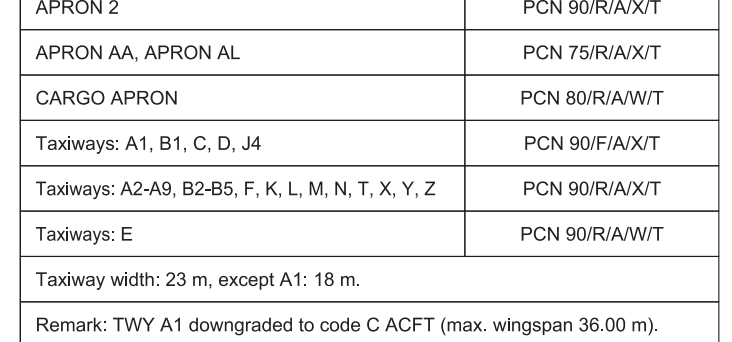 APRON 2 PCN 90/R/A/X/T
APRON AA, APRON AL PCN 75/R/A/X/T
CARGO APRON PCN 80/R/A/W/T
Taxiways: A1, B1, C, D, J4 PCN 90/F/A/X/T
Taxiways: A2-A9, B2-B5, F, K, L, M, N, T, X, Y, Z PCN 90/R/A/X/T
Taxiways: E PCN 90/R/A/W/T
Taxiway width: 23 m, except A1: 18 m.
Remark: TWY A1 downgraded to code C ACFT (max. wingspan 36.00 m).